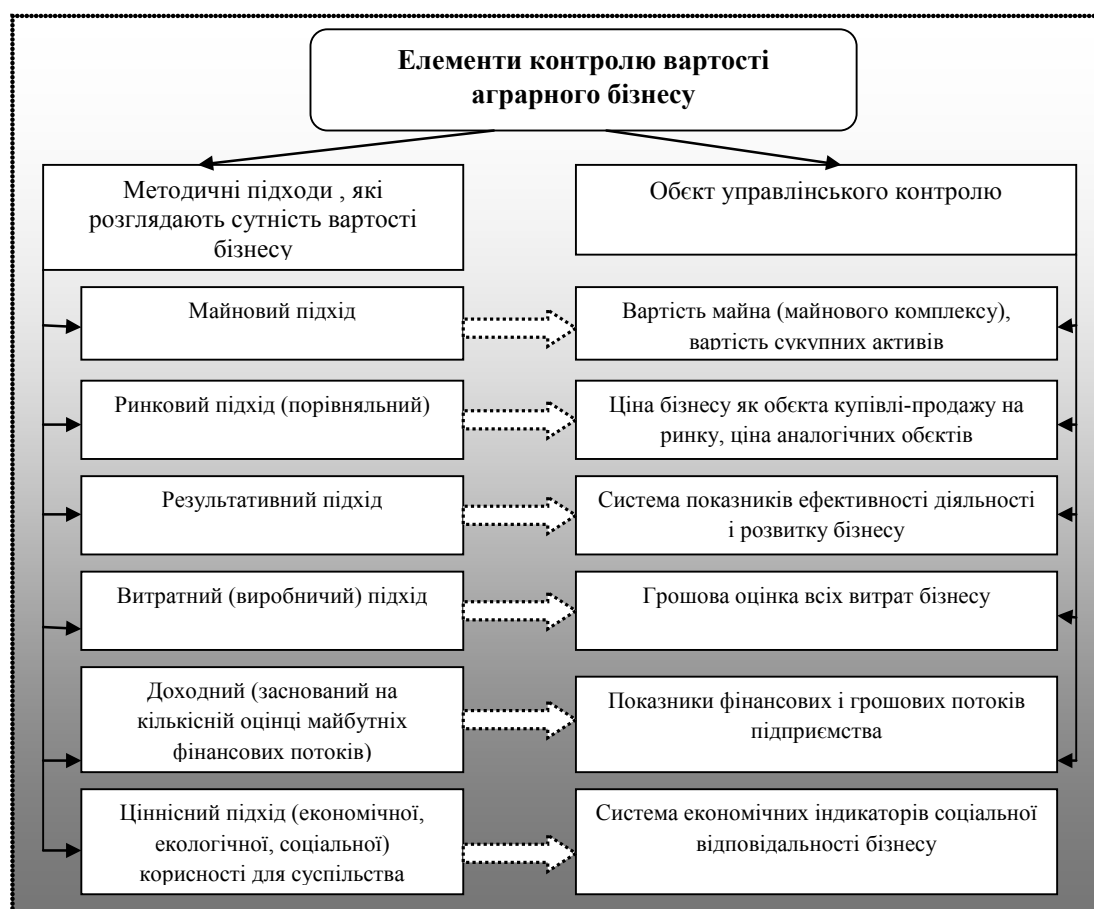 Елементи контролю вартості
аграрного бізнесу
Методичні підходи , які
розглядають сутність вартості
бізнесу
Обєкт управлінського контролю
Майновий підхід
Вартість майна (майнового комплексу),
вартість сукупних активів
Ринковий підхід (порівняльний)
Ціна бізнесу як обєкта купівлі-продажу на
ринку, ціна аналогічних обєктів
Результативний підхід
Система показників ефективності діяльності
і розвитку бізнесу
Витратний (виробничий) підхід
Грошова оцінка всіх витрат бізнесу
Доходний (заснований на
кількісній оцінці майбутніх
фінансових потоків)
Показники фінансових і грошових потоків
підприємства
Ціннісний підхід (економічної,
екологічної, соціальної)
корисності для суспільства
Система економічних індикаторів соціальної
відповідальності бізнесу